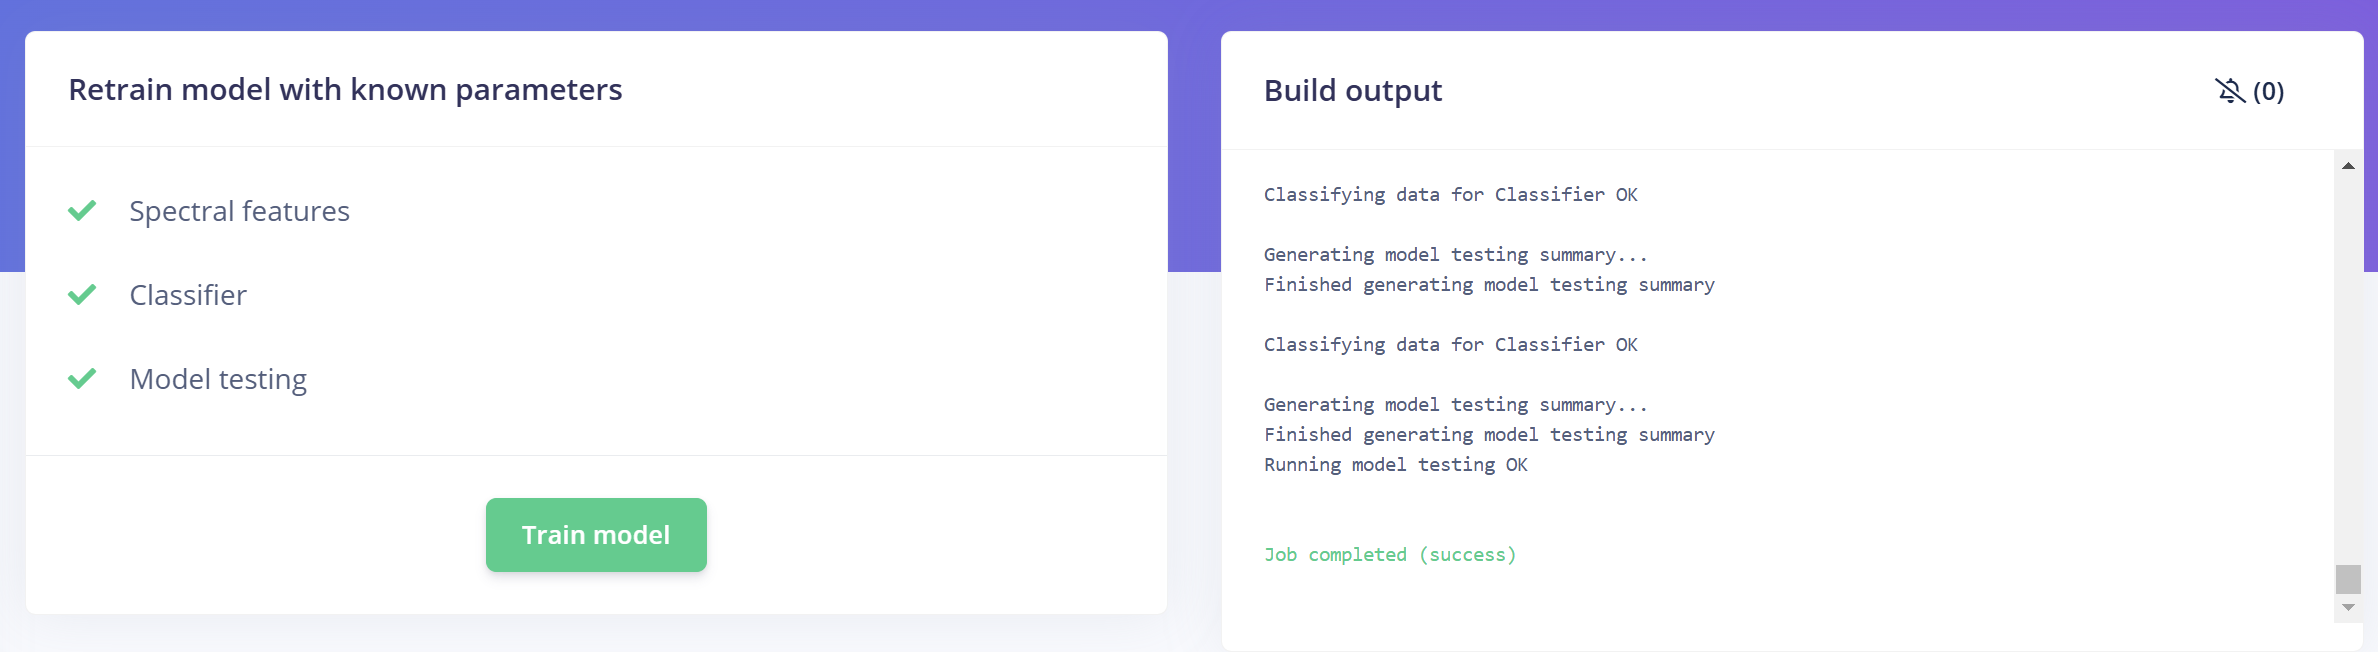 Retrain model with known parameters
Spectral features
Classifier
Model testing
Train model
Build output
(0)
Classifying data for Classifier OK
Generating model testing summary...
Finished generating model testing summary
Classifying data for Classifier OK
Generating model testing summary...
Finished generating model testing summary
Running model testing OK
Job completed (success)